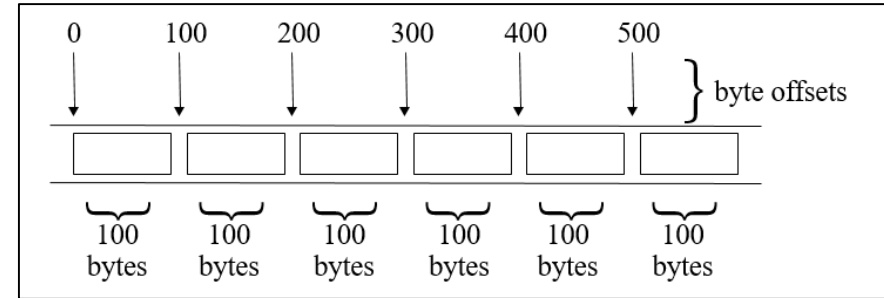 0 100 200 300 400 500
byte offsets
100 100 100 100 100 100
bytes bytes bytes bytes bytes bytes